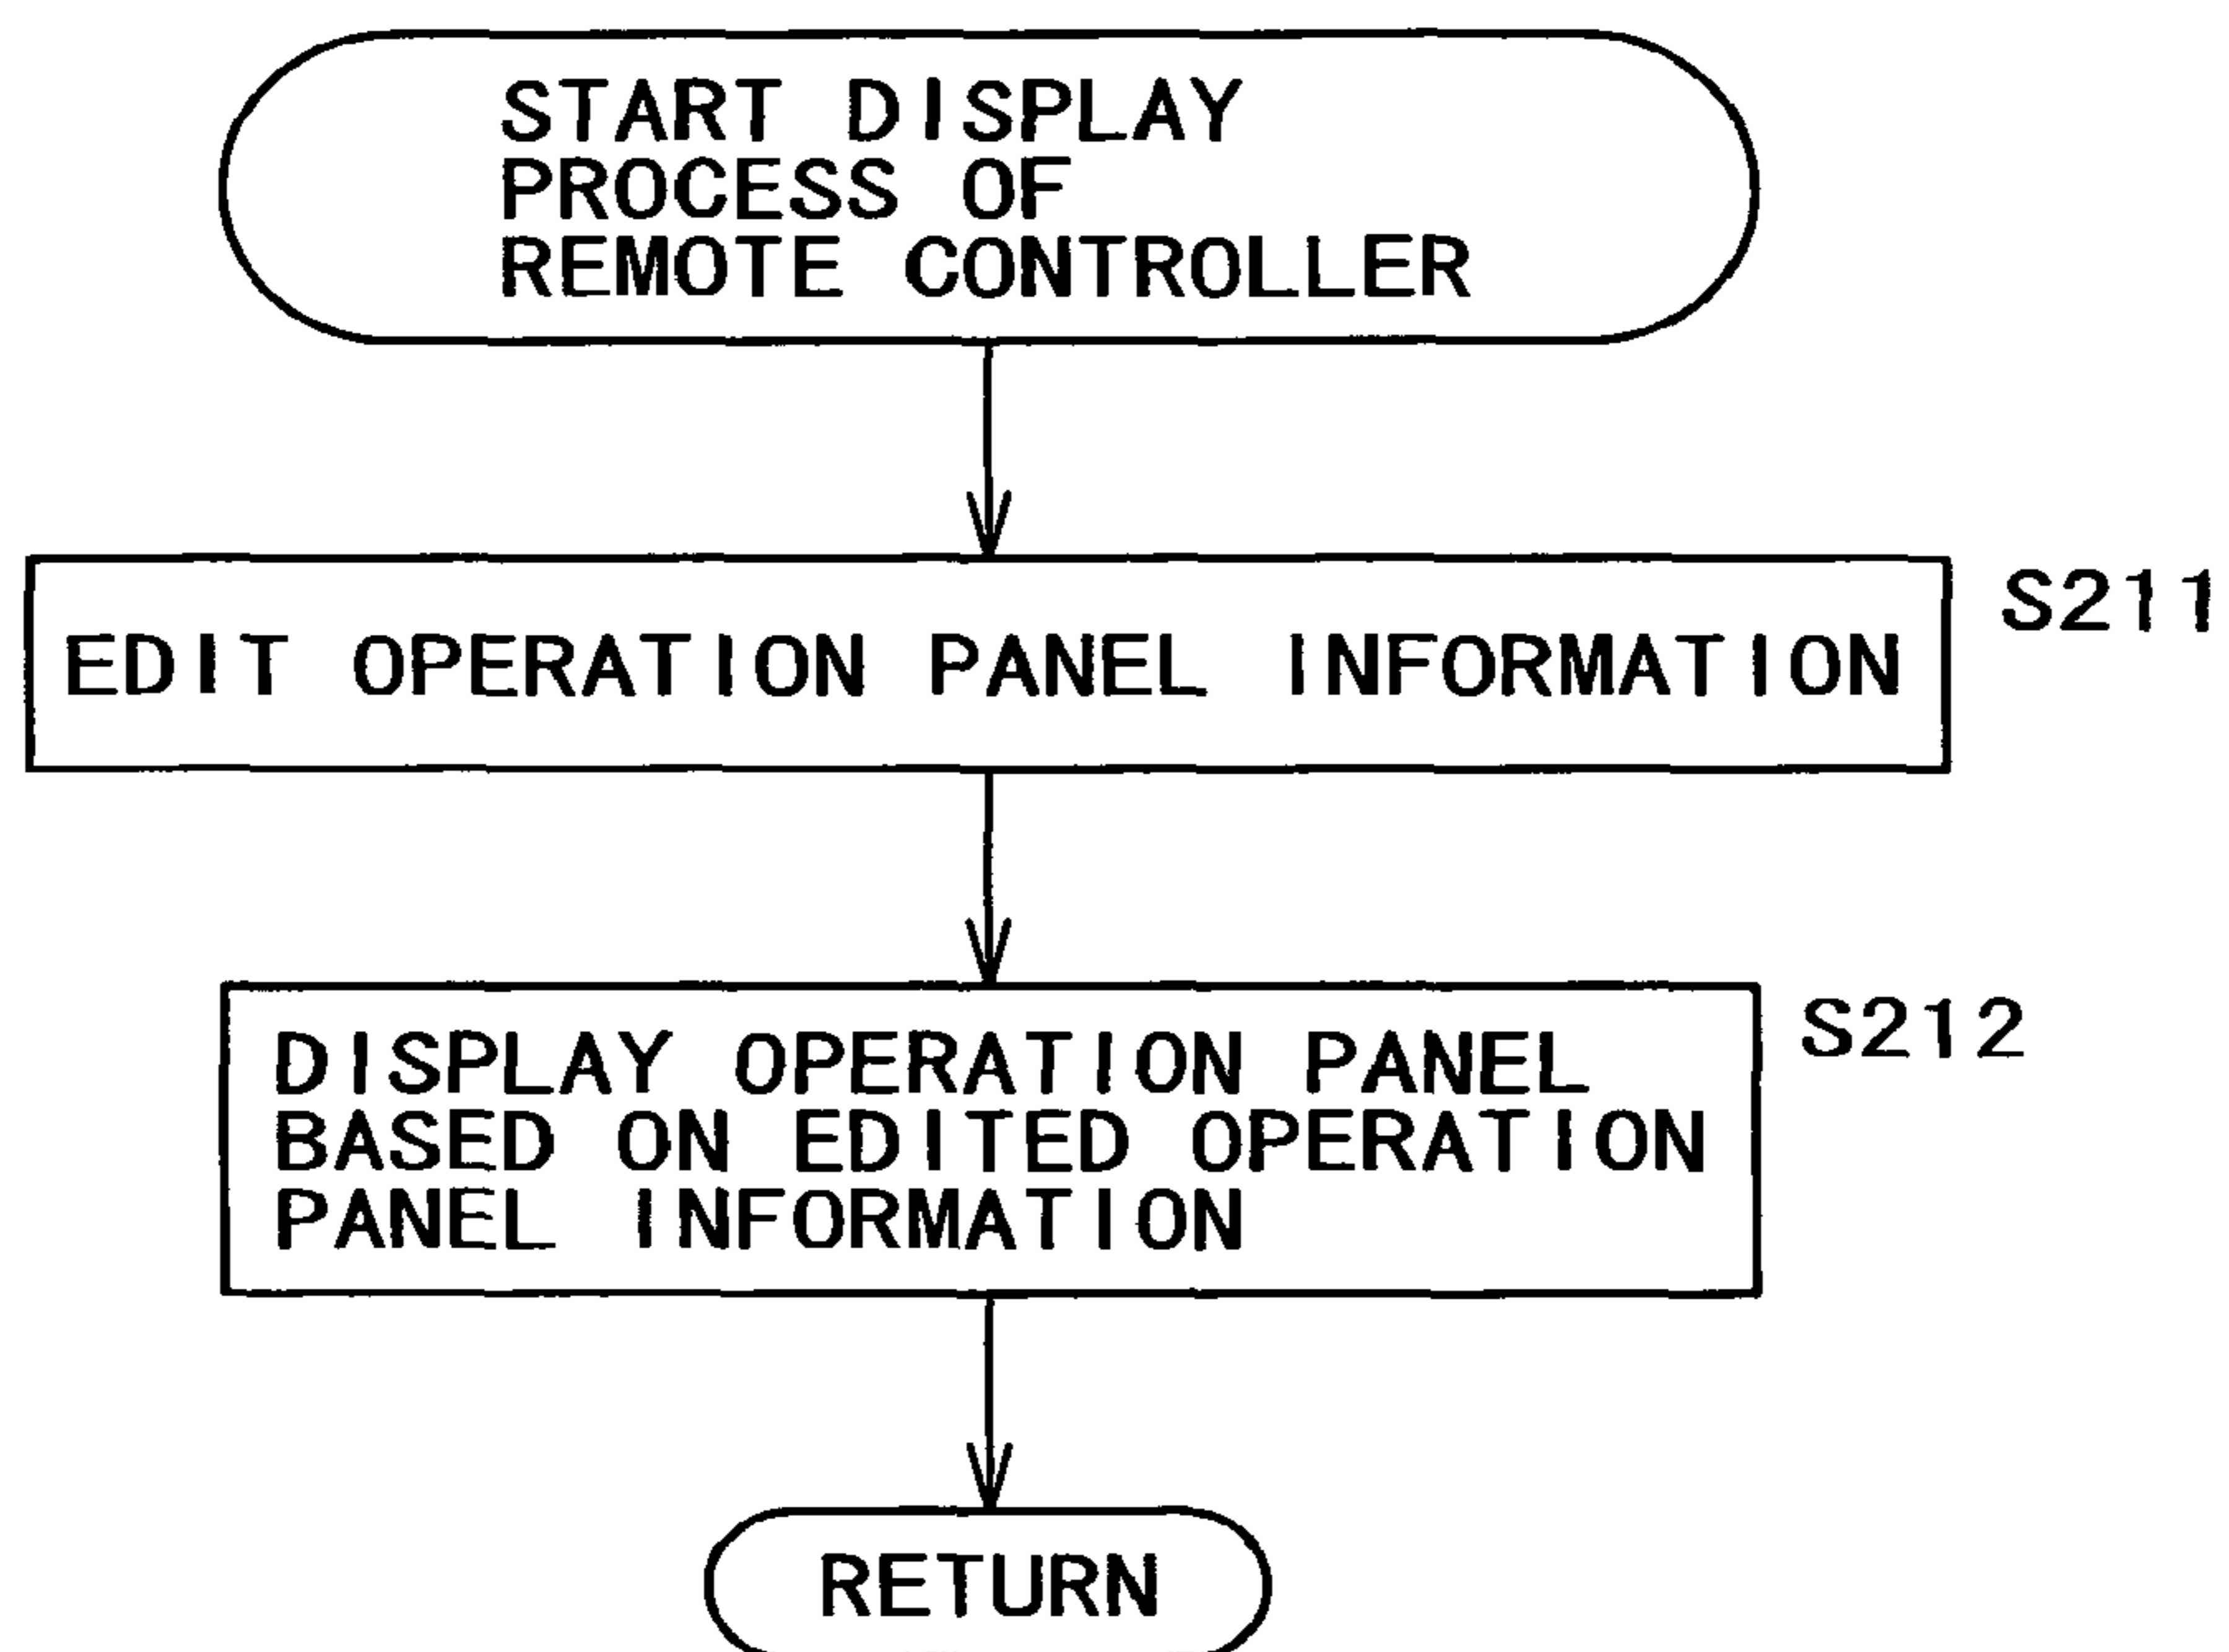 START DISPLAY
PROCESS OF
REMOTE CONTROLLER
S211
EDIT OPERATION PANEL INFORMATION
S212
DISPLAY OPERATION PANEL
BASED ON EDITED OPERATION
PANEL INFORMATION
RETURN